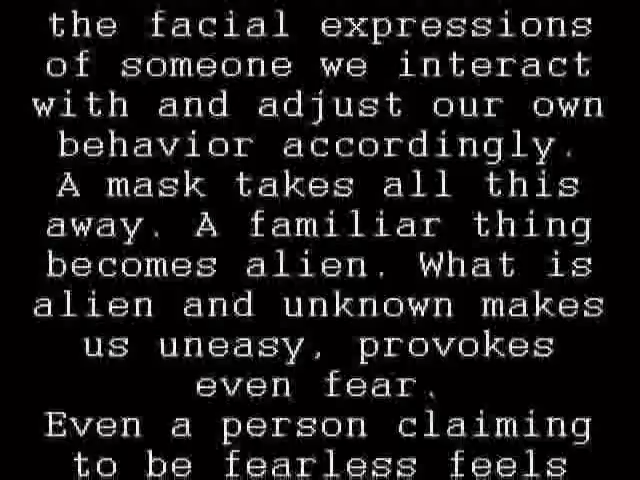 the facial expressions
of someone we interact
with and adjust our own
behavior accordingly.
A mask takes all this
away. A familiar thing
becomes alien. What is
alien and unknown makes
us uneasy, provokes
even fear.
Even a person claiming
to be fearless feels